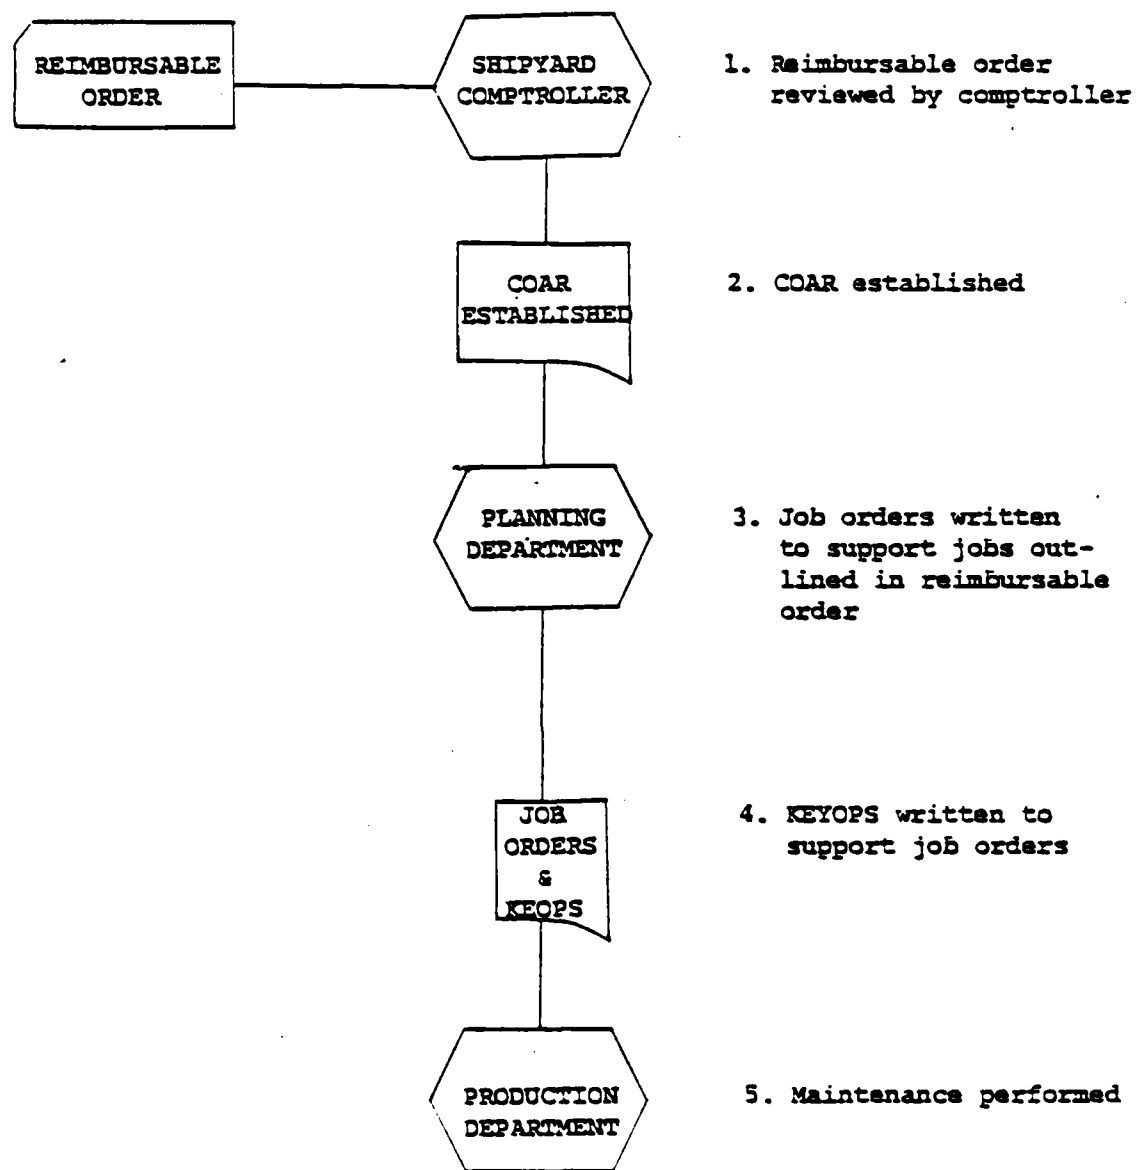 REIMBURSABLE
ORDER
SHIPYARD
COMPTROLLER
1. Reimbursable order
reviewed by comptroller
COAR
ESTABLISHED
2. COAR established
PLANNING
DEPARTMENT
3. Job orders written
to support jobs out-
lined in reimbursable
order
JOB
ORDERS
&
KEOPS
4. KEYOPS written to
support job orders
PRODUCTION
DEPARTMENT
5. Maintenance performed